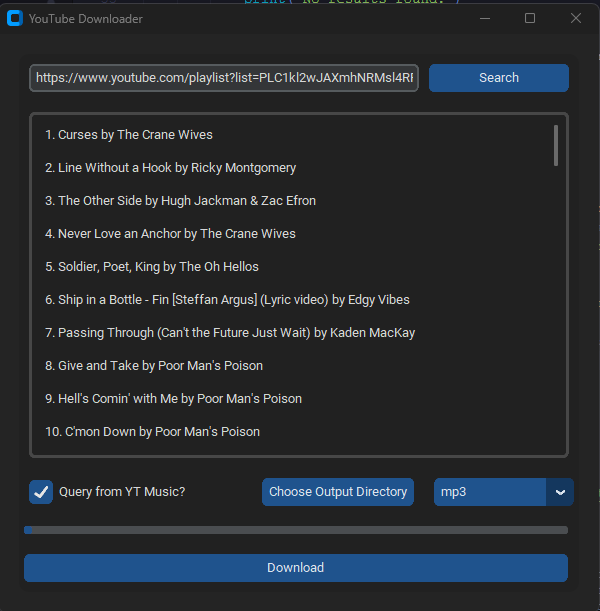 print("No results found.")
YouTube Downloader
https://www.youtube.com/playlist?list=PLC1kl2wJAXmhNRMsl4RF
Search
1. Curses by The Crane Wives
2. Line Without a Hook by Ricky Montgomery
3. The Other Side by Hugh Jackman & Zac Efron
4. Never Love an Anchor by The Crane Wives
5. Soldier, Poet, King by The Oh Hellos
6. Ship in a Bottle - Fin [Steffan Argus] (Lyric video) by Edgy Vibes
7. Passing Through (Can't the Future Just Wait) by Kaden MacKay
8. Give and Take by Poor Man's Poison
9. Hell's Comin' with Me by Poor Man's Poison
10. C'mon Down by Poor Man's Poison
Query from YT Music?
Choose Output Directory
mp3
Download